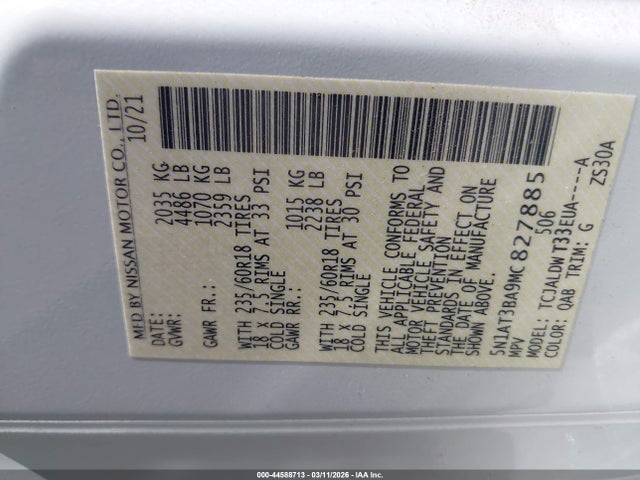 MFD BY NISSAN MOTOR CO., LTD.
DATE: 10/21
GVWR: 2035 KG
4486 LB
GAWR FR.: 1070 KG
2359 LB
WITH 235/60R18 TIRES
18 X 7.5 RIMS AT 33 PSI
COLD SINGLE
GAWR RR.: 1015 KG
2238 LB
WITH 235/60R18 TIRES
18 X 7.5 RIMS AT 30 PSI
COLD SINGLE
THIS VEHICLE CONFORMS TO
ALL APPLICABLE FEDERAL
MOTOR VEHICLE SAFETY AND
THEFT PREVENTION
STANDARDS IN EFFECT ON
THE DATE OF MANUFACTURE
SHOWN ABOVE.
5N1AT3BA9MC827885
MPV 506
MODEL: TCJALDWT33EUA----A
COLOR: QAB TRIM: G ZS30A
000-44588713 - 03/11/2026 - IAA Inc.